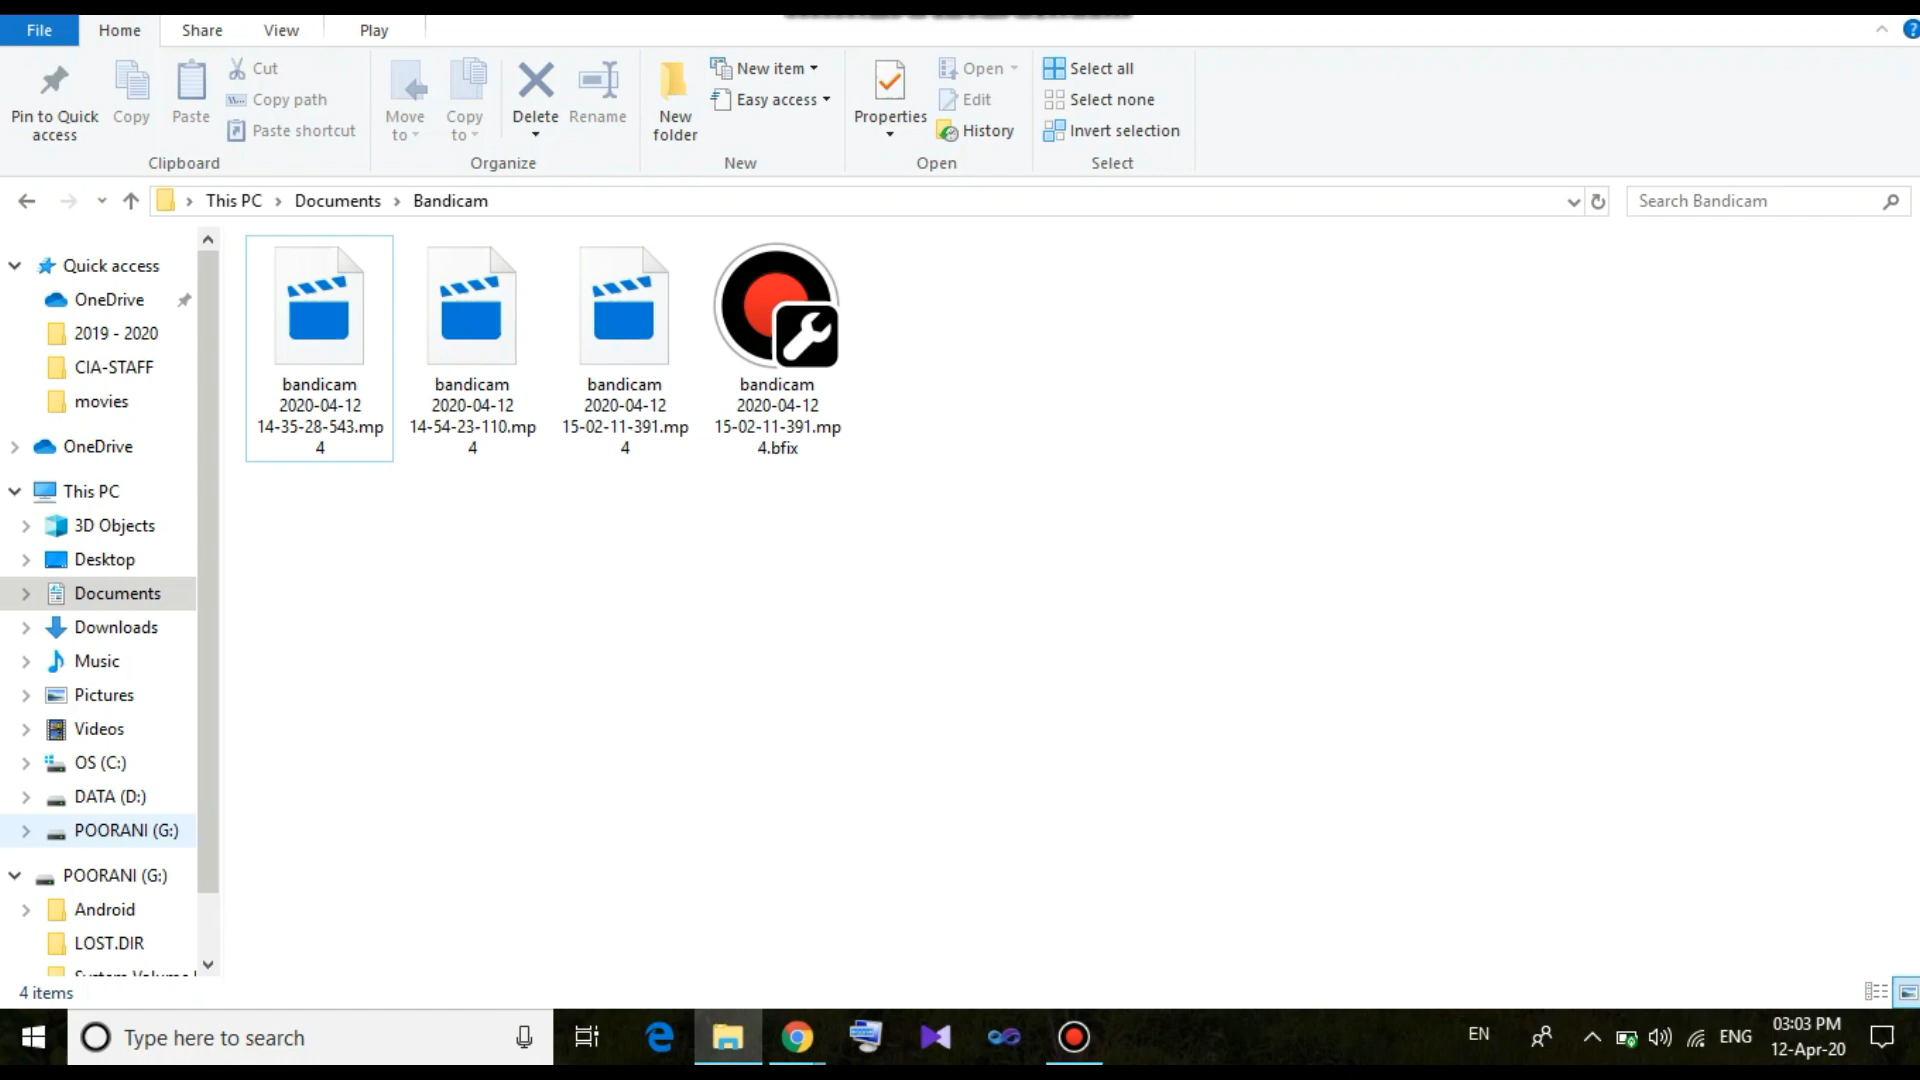 File Home Share View Play
Pin to Quick access
Copy
Paste
Cut
Copy path
Paste shortcut
Clipboard
Move to
Copy to
Delete
Rename
Organize
New folder
New item
Easy access
New
Properties
Open
Edit
History
Open
Select all
Select none
Invert selection
Select
This PC > Documents > Bandicam
Search Bandicam
Quick access
OneDrive
2019 - 2020
CIA-STAFF
movies
OneDrive
This PC
3D Objects
Desktop
Documents
Downloads
Music
Pictures
Videos
OS (C:)
DATA (D:)
POORANI (G:)
POORANI (G:)
Android
LOST.DIR
System Volume
bandicam
2020-04-12
14-35-28-543.mp
4
bandicam
2020-04-12
14-54-23-110.mp
4
bandicam
2020-04-12
15-02-11-391.mp
4
bandicam
2020-04-12
15-02-11-391.mp
4.bfix
4 items
Type here to search
EN
ENG
03:03 PM
12-Apr-20